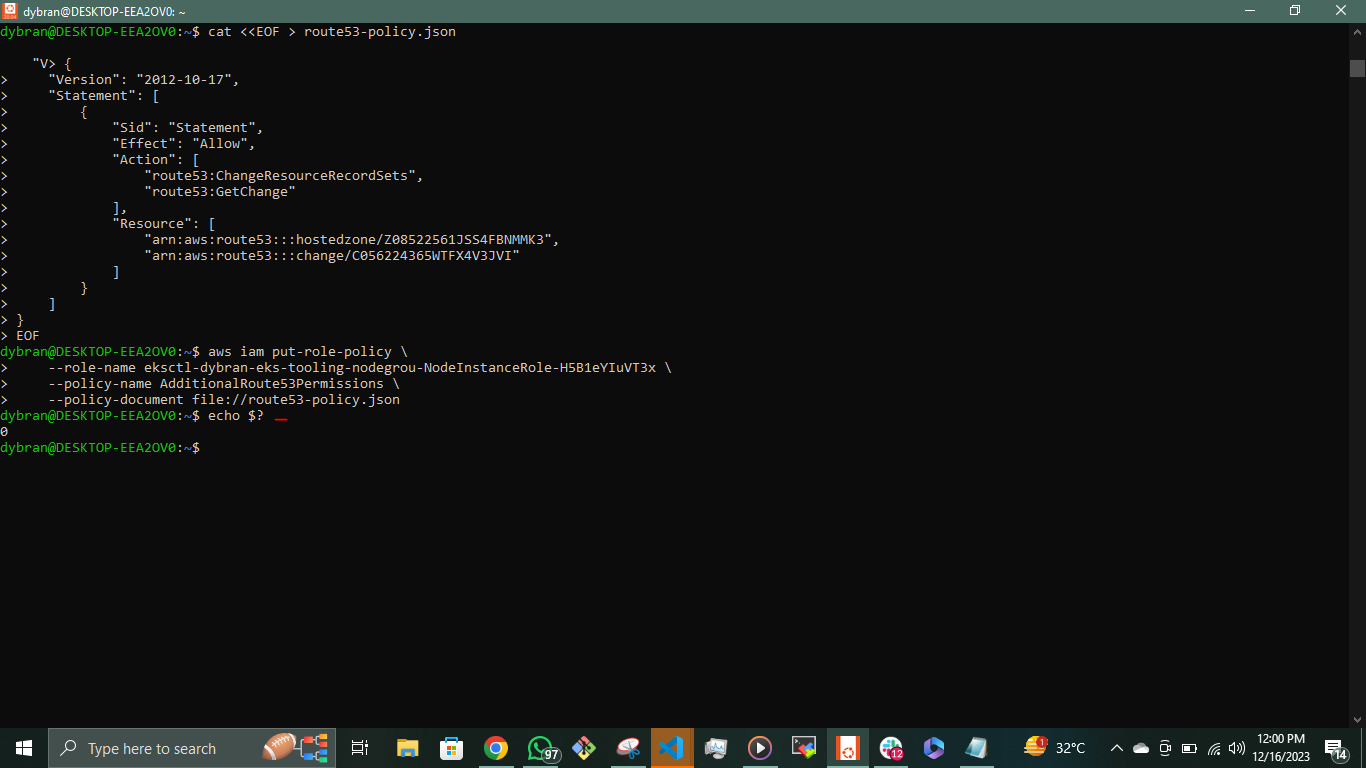 dybran@DESKTOP-EEA2OV0: ~
dybran@DESKTOP-EEA2OV0:~$ cat <<EOF > route53-policy.json
    "V> {
>     "Version": "2012-10-17",
>     "Statement": [
>         {
>             "Sid": "Statement",
>             "Effect": "Allow",
>             "Action": [
>                 "route53:ChangeResourceRecordSets",
>                 "route53:GetChange"
>             ],
>             "Resource": [
>                 "arn:aws:route53:::hostedzone/Z08522561JSS4FBNMMK3",
>                 "arn:aws:route53:::change/C056224365WTFX4V3JVI"
>             ]
>         }
>     ]
> }
> EOF
dybran@DESKTOP-EEA2OV0:~$ aws iam put-role-policy \
>     --role-name eksctl-dybran-eks-tooling-nodegrou-NodeInstanceRole-H5B1eYIuVT3x \
>     --policy-name AdditionalRoute53Permissions \
>     --policy-document file://route53-policy.json
dybran@DESKTOP-EEA2OV0:~$ echo $?
0
dybran@DESKTOP-EEA2OV0:~$
Type here to search
97
12
1
32°C
12:00 PM
12/16/2023
14